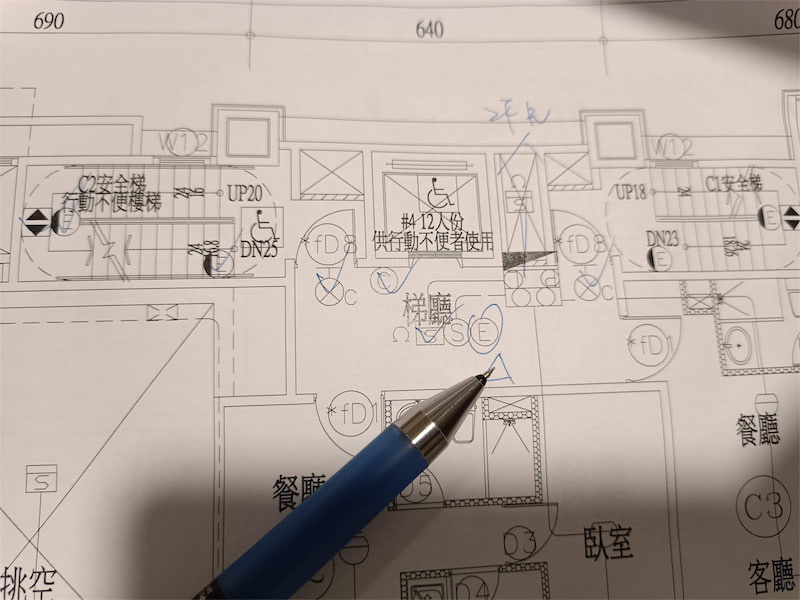 690
640
680
W12
W12
C2安全梯
行動不便樓梯
UP20
DN25
#4 12人份
供行動不便者使用
UP18
C1安全梯
DN23
E
E
E
E
*fD8
*fD8
C
C
S
梯廳
S
S
E
*fD1
*fD1
餐廳
餐廳
D3
臥室
C3
客廳
D4
S
挑空